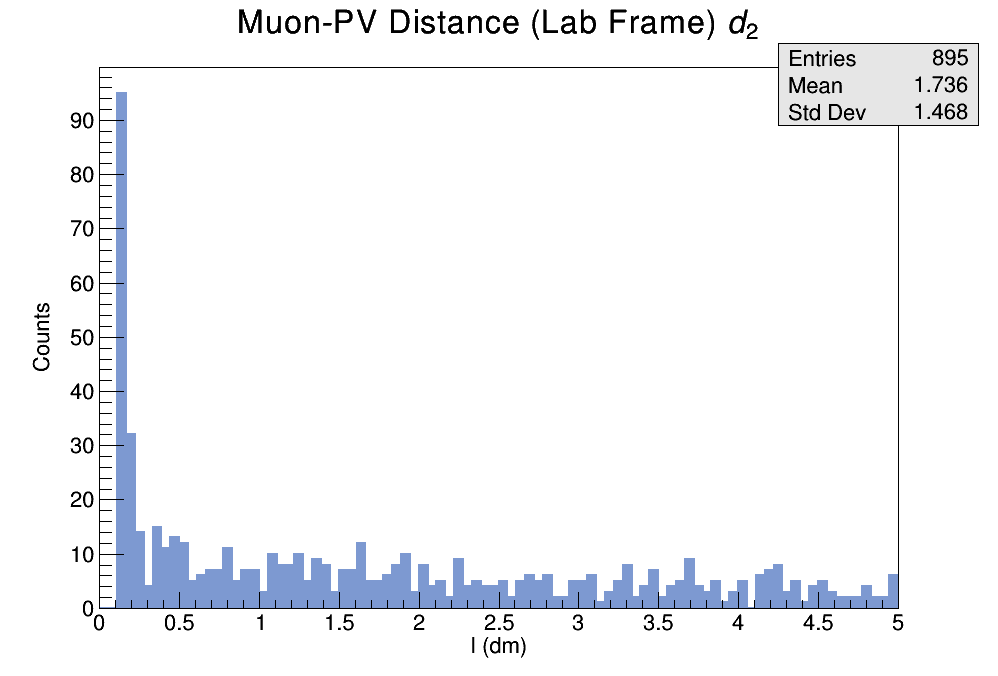 Muon-PV Distance (Lab Frame) d2
Entries 895
Mean 1.736
Std Dev 1.468
90
80
70
60
50
40
30
20
10
0
Counts
0 0.5 1 1.5 2 2.5 3 3.5 4 4.5 5
l (dm)